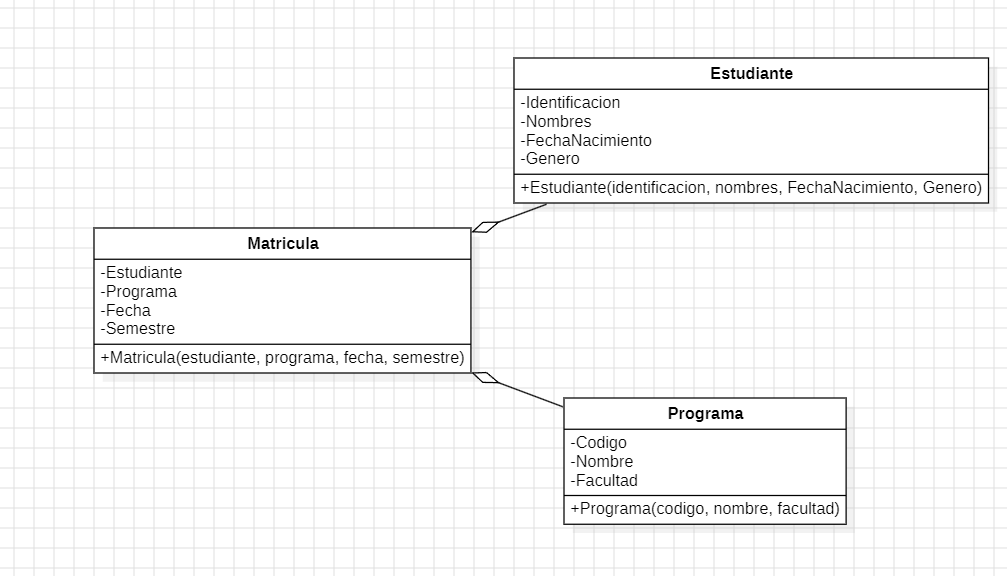 Estudiante
-Identificacion
-Nombres
-FechaNacimiento
-Genero
+Estudiante(identificacion, nombres, FechaNacimiento, Genero)
Matricula
-Estudiante
-Programa
-Fecha
-Semestre
+Matricula(estudiante, programa, fecha, semestre)
Programa
-Codigo
-Nombre
-Facultad
+Programa(codigo, nombre, facultad)